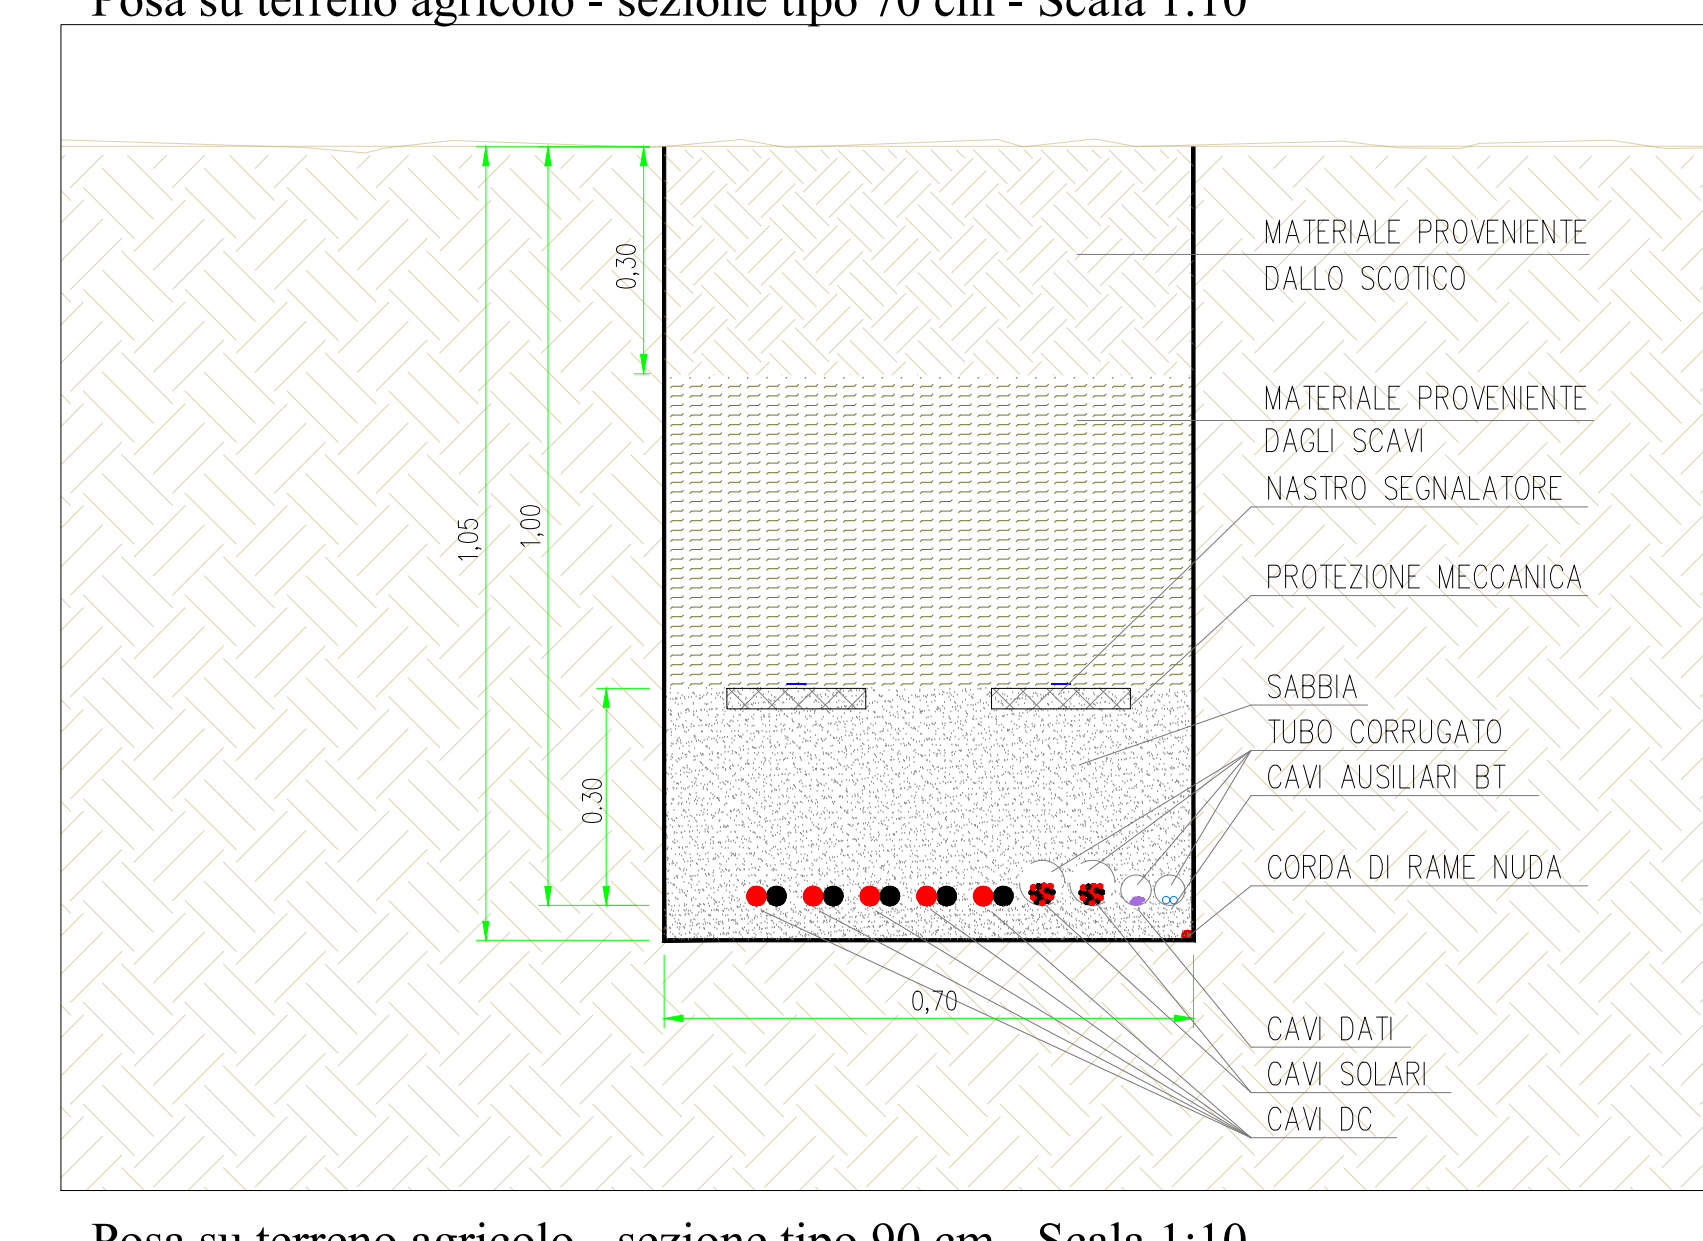 Posa su terreno agricolo - sezione tipo 70 cm - Scala 1:10
MATERIALE PROVENIENTE
DALLO SCOTICO
0,30
MATERIALE PROVENIENTE
DAGLI SCAVI
NASTRO SEGNALATORE
1,05
1,00
PROTEZIONE MECCANICA
SABBIA
TUBO CORRUGATO
CAVI AUSILIARI BT
0.30
CORDA DI RAME NUDA
0,70
CAVI DATI
CAVI SOLARI
CAVI DC
Posa su terreno agricolo - sezione tipo 90 cm - Scala 1:10